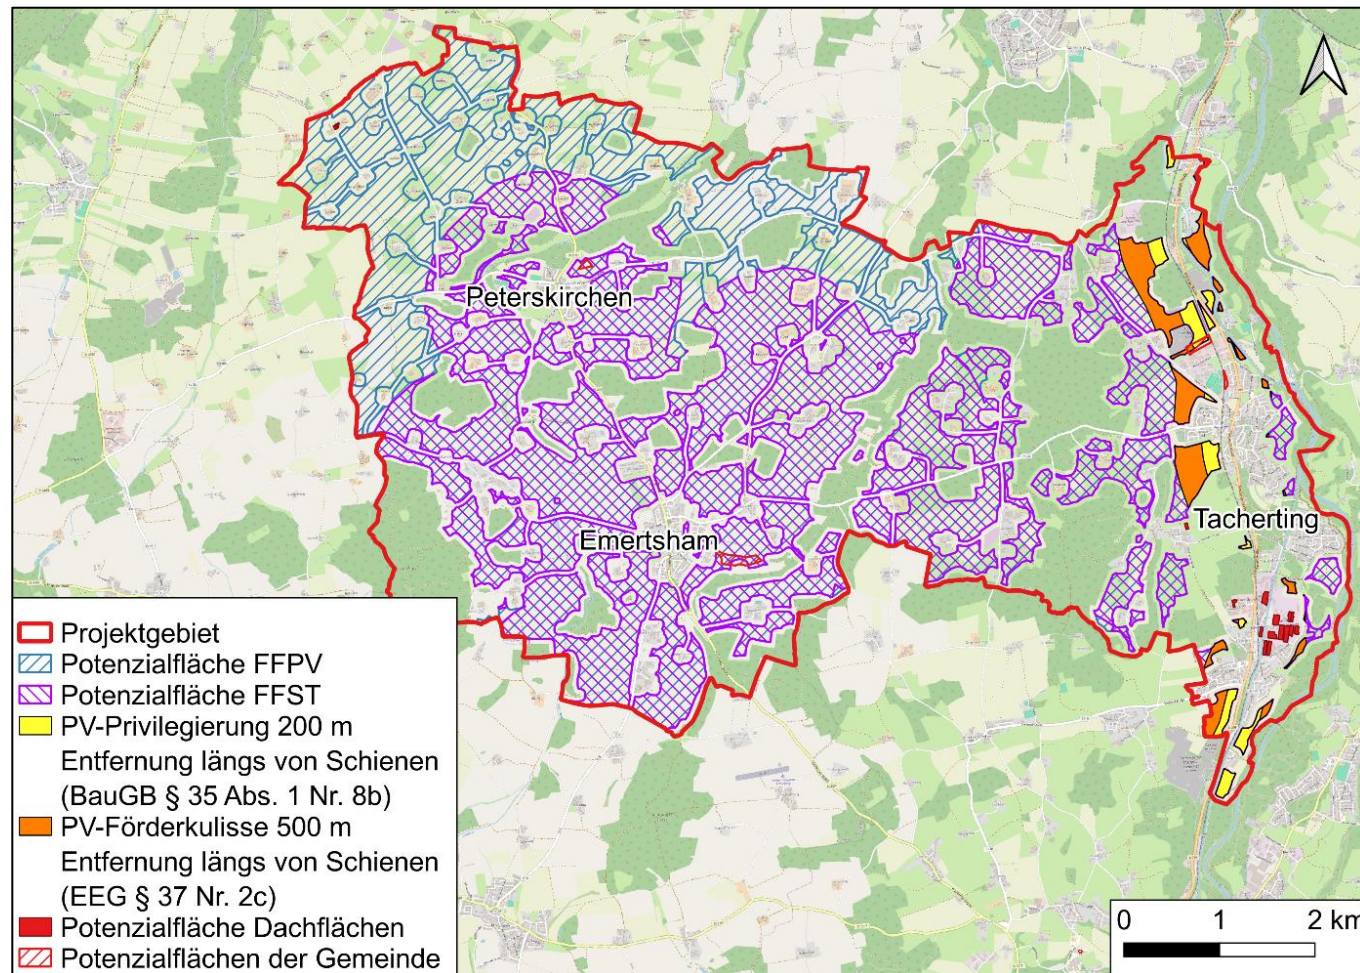 Peterskirchen
Emertsham
Tacherting
Projektgebiet
Potenzialfläche FFPV
Potenzialfläche FFST
PV-Privilegierung 200 m
Entfernung längs von Schienen
(BauGB § 35 Abs. 1 Nr. 8b)
PV-Förderkulisse 500 m
Entfernung längs von Schienen
(EEG § 37 Nr. 2c)
Potenzialfläche Dachflächen
Potenzialflächen der Gemeinde
0 1 2 km